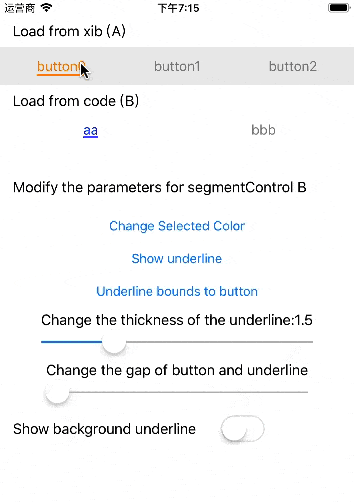 运营商 下午7:15
Load from xib (A)
button0 button1 button2
Load from code (B)
aa bbb
Modify the parameters for segmentControl B
Change Selected Color
Show underline
Underline bounds to button
Change the thickness of the underline:1.5
Change the gap of button and underline
Show background underline